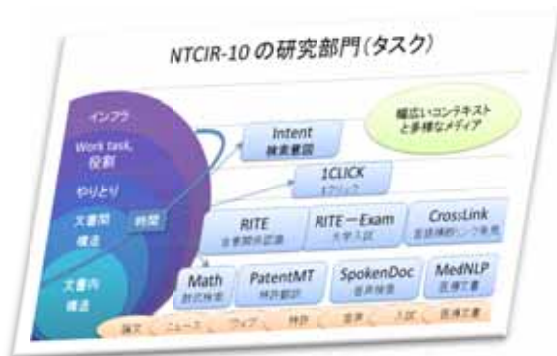 NTCIR-10 の研究部門(タスク)
インフラ
Work task,
役割
やりとり
文書間
構造
時間
文書内
構造
幅広いコンテキスト
と多様なメディア
Intent
検索意図
1CLICK
1クリック
RITE
含意関係認識
RITE－Exam
大学入試
CrossLink
言語横断リンク発見
Math
数式検索
PatentMT
特許翻訳
SpokenDoc
音声検索
MedNLP
医療文書
論文
ニュース
ウェブ
特許
音声
入試
医療文書